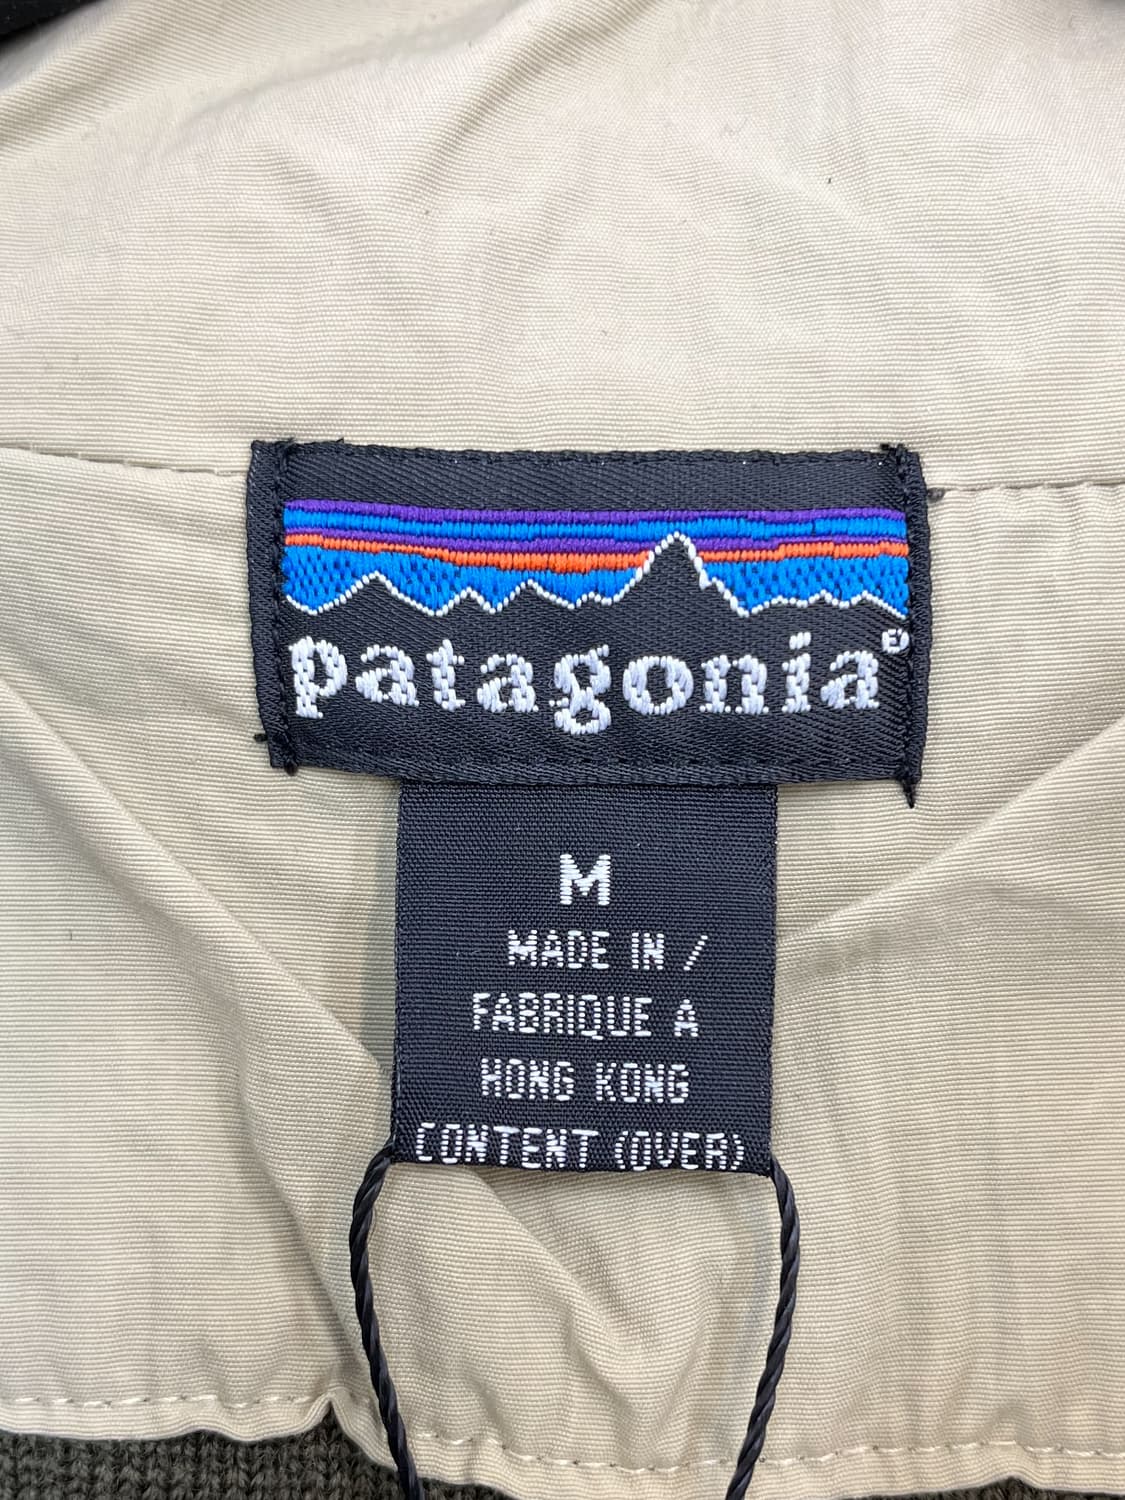 patagonia®
M
MADE IN /
FABRIQUE A
HONG KONG
CONTENT (OVER)